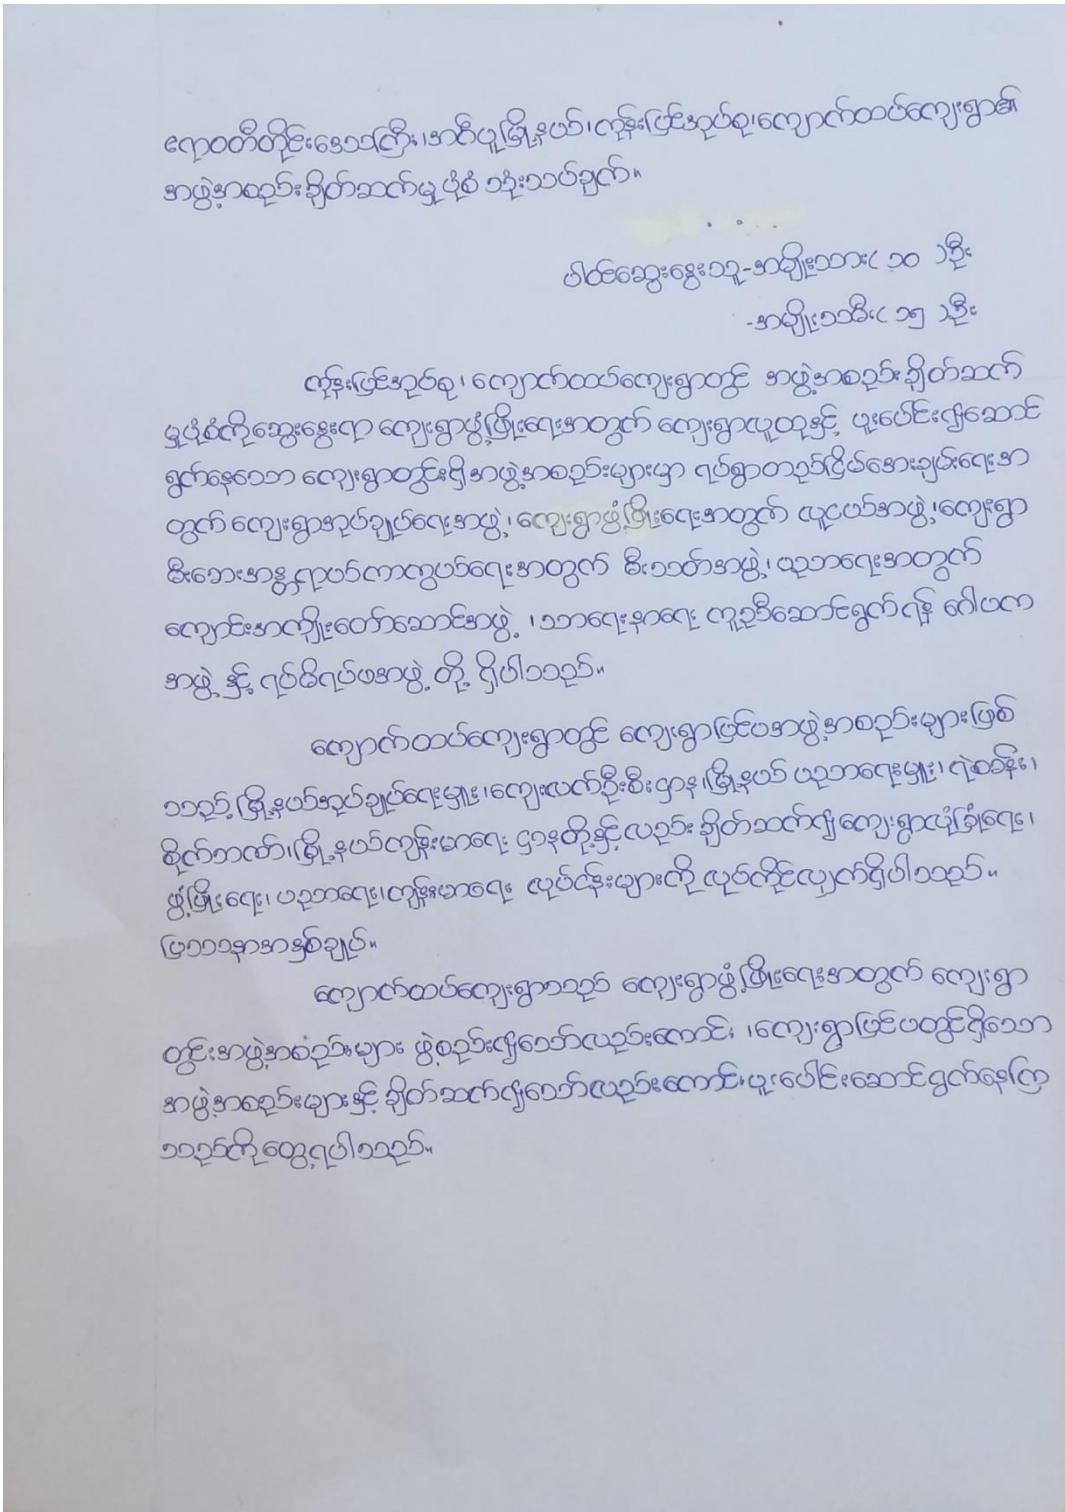 ဧရာဝတီတိုင်းဒေသကြီး၊အင်္ဂပူမြို့နယ်၊ကုန်းပြင်အုပ်စု၊ကျောက်ထပ်ကျေးရွာ၏
အဖွဲ့အစည်းချိတ်ဆက်မှုပုံစံ သုံးသပ်ချက်။
ပါဝင်ဆွေးနွေးသူ-အမျိုးသား( ၁၀ )ဦး
-အမျိုးသမီး( ၁၅ )ဦး
ကုန်းပြင်အုပ်စု၊ ကျောက်ထပ်ကျေးရွာတွင် အဖွဲ့အစည်းချိတ်ဆက်
မှုပုံစံကိုဆွေးနွေးရာ ကျေးရွာဖွံ့ဖြိုးရေးအတွက် ကျေးရွာလူထုနှင့် ပူးပေါင်း၍ဆောင်
ရွက်နေသော ကျေးရွာတွင်းရှိအဖွဲ့အစည်းများမှာ ရပ်ရွာတည်ငြိမ်အေးချမ်းရေးအ
တွက် ကျေးရွာအုပ်ချုပ်ရေးအဖွဲ့၊ ကျေးရွာဖွံ့ဖြိုးရေးအတွက် လူငယ်အဖွဲ့၊ကျေးရွာ
မီးဘေးအန္တရာယ်ကာကွယ်ရေးအတွက် မီးသတ်အဖွဲ့၊ ပညာရေးအတွက်
ကျောင်းအကျိုးတော်ဆောင်အဖွဲ့ ၊သာရေးနာရေး ကူညီဆောင်ရွက်ရန် ဂေါပက
အဖွဲ့ နှင့် ရပ်မိရပ်ဖအဖွဲ့ တို့ ရှိပါသည်။
ကျောက်ထပ်ကျေးရွာတွင် ကျေးရွာပြင်ပအဖွဲ့အစည်းများဖြစ်
သည့် မြို့နယ်အုပ်ချုပ်ရေးမှူး၊ကျေးလက်ဦးစီးဌာန၊မြို့နယ် ပညာရေးမှူး၊ ရဲစခန်း၊
စိုက်ဘဏ်၊မြို့နယ်ကျန်းမာရေး ဌာနတို့နှင့်လည်း ချိတ်ဆက်၍ကျေးရွာလုံခြုံရေး၊
ဖွံ့ဖြိုးရေး၊ ပညာရေး၊ကျန်းမာရေး လုပ်ငန်းများကို လုပ်ကိုင်လျှက်ရှိပါသည်။
ပြဿနာအနှစ်ချုပ်။
ကျောက်ထပ်ကျေးရွာသည် ကျေးရွာဖွံ့ဖြိုးရေးအတွက် ကျေးရွာ
တွင်းအဖွဲ့အစည်းများ ဖွဲ့စည်း၍သော်လည်းကောင်း ၊ကျေးရွာပြင်ပတွင်ရှိသော
အဖွဲ့အစည်းများနှင့် ချိတ်ဆက်၍သော်လည်းကောင်းပူးပေါင်းဆောင်ရွက်နေကြ
သည်ကိုတွေ့ရပါသည်။